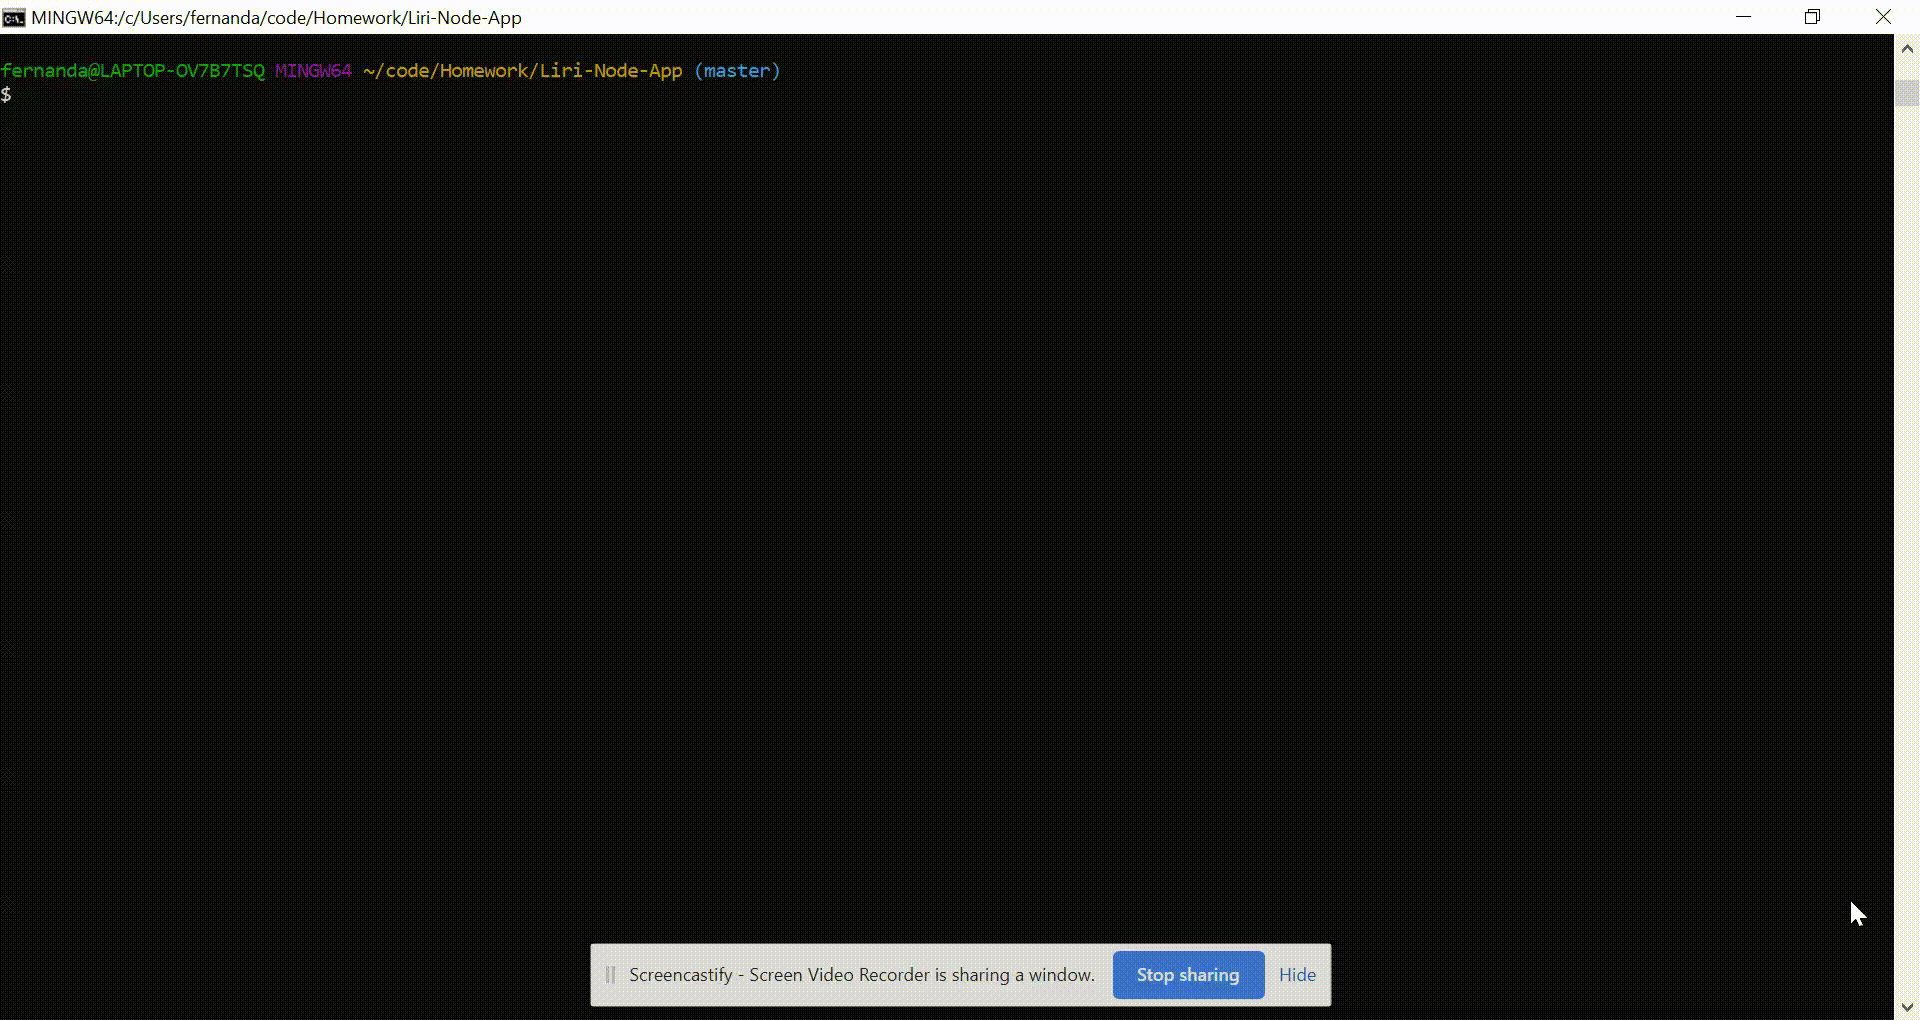 MINGW64:/c/Users/fernanda/code/Homework/Liri-Node-App
fernanda@LAPTOP-OV7B7TSQ MINGW64 ~/code/Homework/Liri-Node-App (master)
$
Screencastify - Screen Video Recorder is sharing a window. Stop sharing Hide